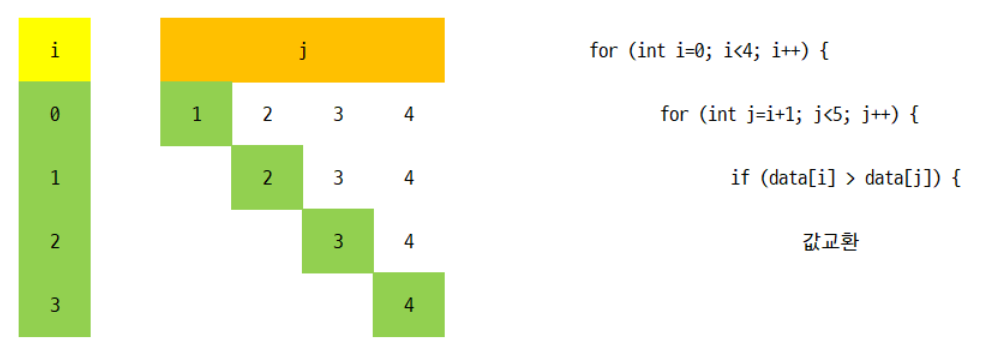 i j for (int i=0; i<4; i++) {
0 1 2 3 4 for (int j=i+1; j<5; j++) {
1 2 3 4 if (data[i] > data[j]) {
2 3 4 값교환
3 4